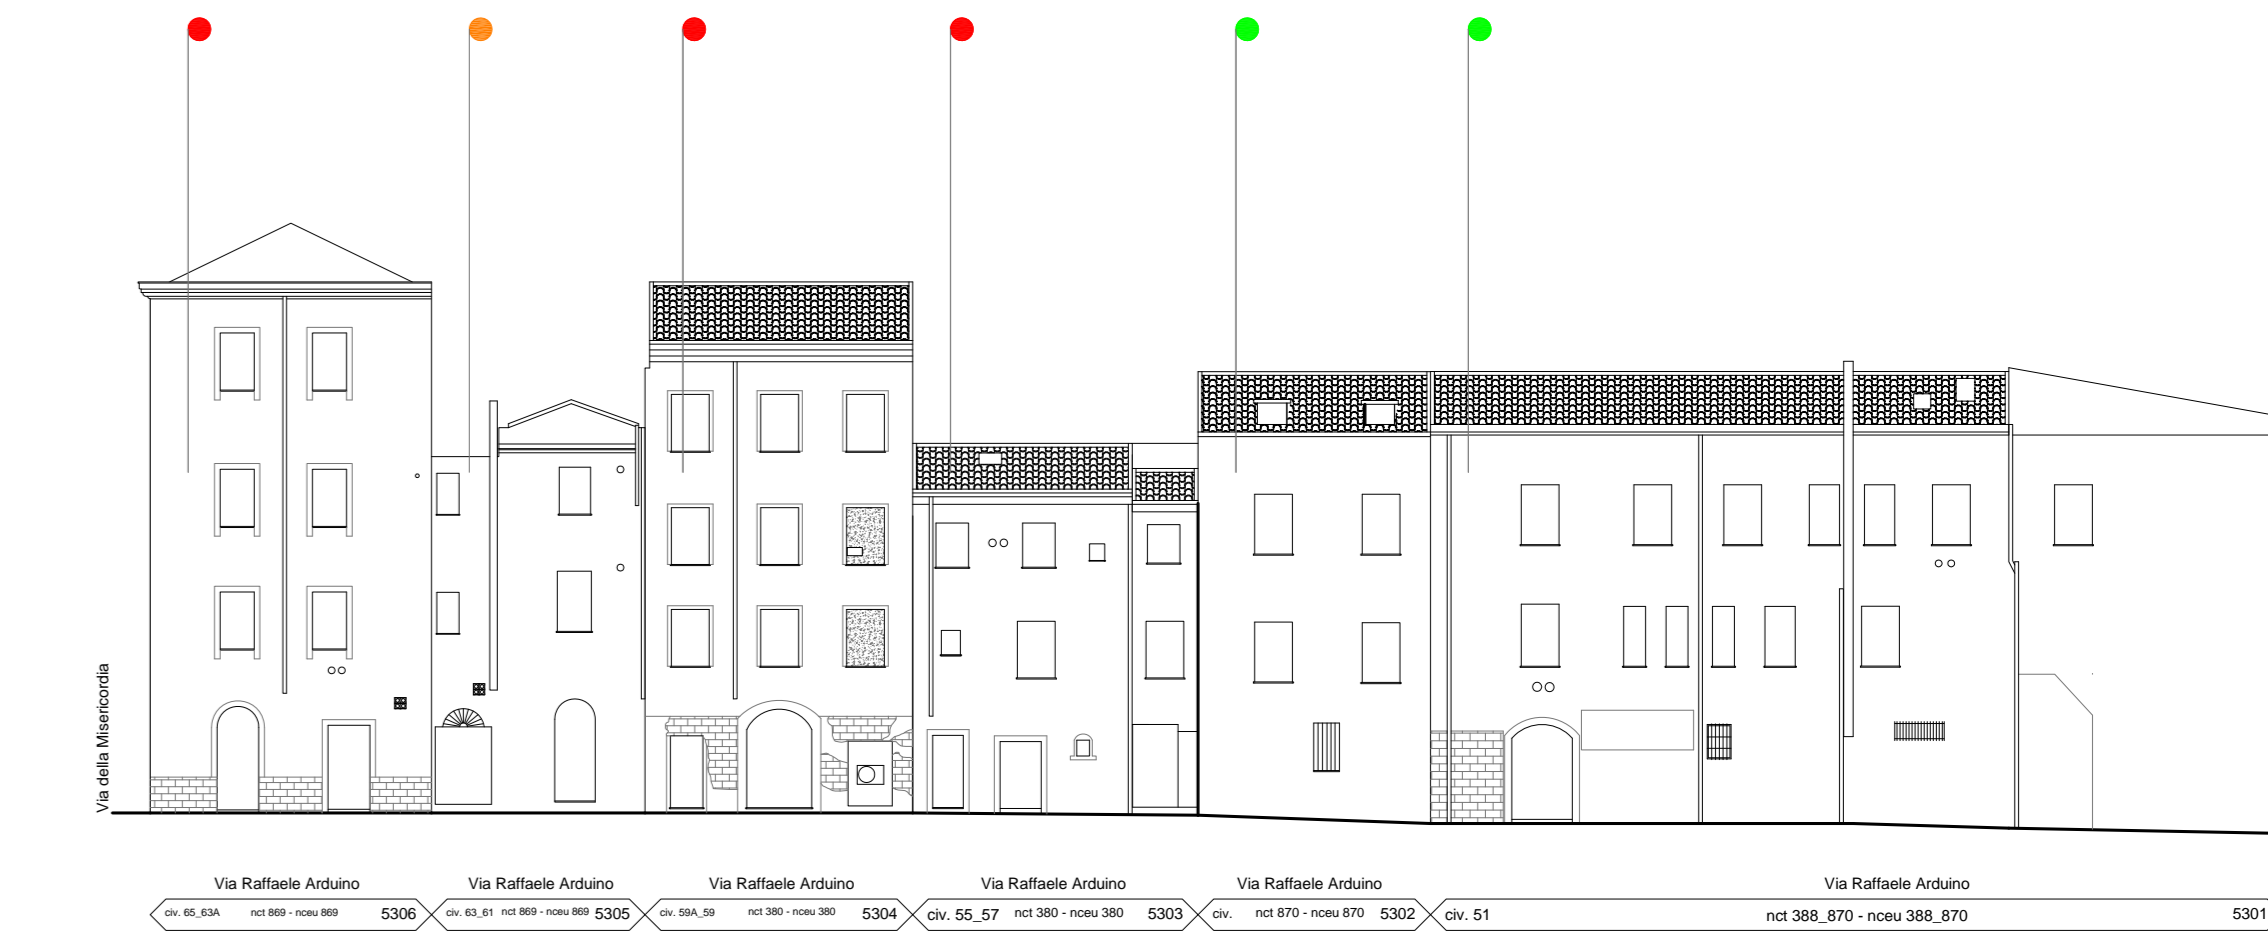 Via della Misericordia
Via Raffaele Arduino Via Raffaele Arduino Via Raffaele Arduino Via Raffaele Arduino Via Raffaele Arduino Via Raffaele Arduino
civ. 65_63A nct 869 - nceu 869 5306 civ. 63_61 nct 869 - nceu 869 5305 civ. 59A_59 nct 380 - nceu 380 5304 civ. 55_57 nct 380 - nceu 380 5303 civ. nct 870 - nceu 870 5302 civ. 51 nct 388_870 - nceu 388_870 5301